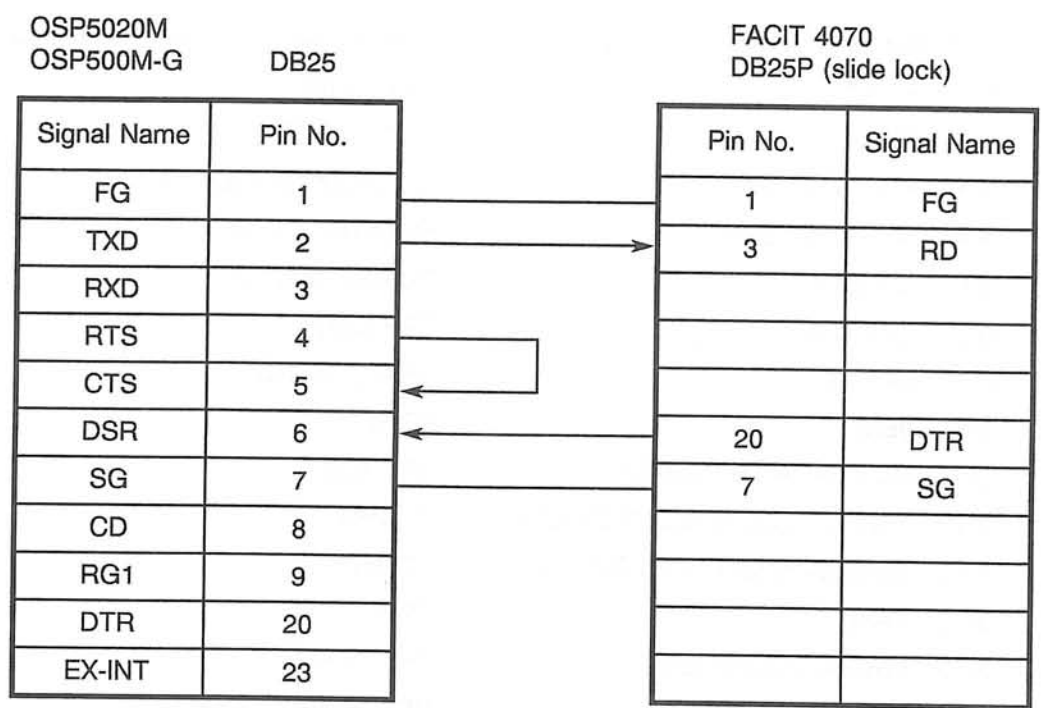 OSP5020M
OSP500M-G DB25
FACIT 4070
DB25P (slide lock)
Signal Name Pin No.
FG 1
TXD 2
RXD 3
RTS 4
CTS 5
DSR 6
SG 7
CD 8
RG1 9
DTR 20
EX-INT 23
Pin No. Signal Name
1 FG
3 RD
20 DTR
7 SG